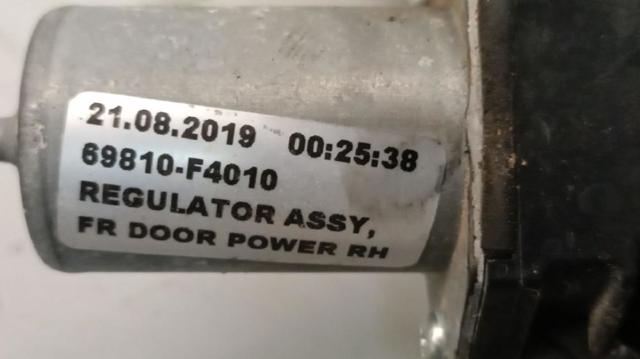 21.08.2019 00:25:38
69810-F4010
REGULATOR ASSY,
FR DOOR POWER RH